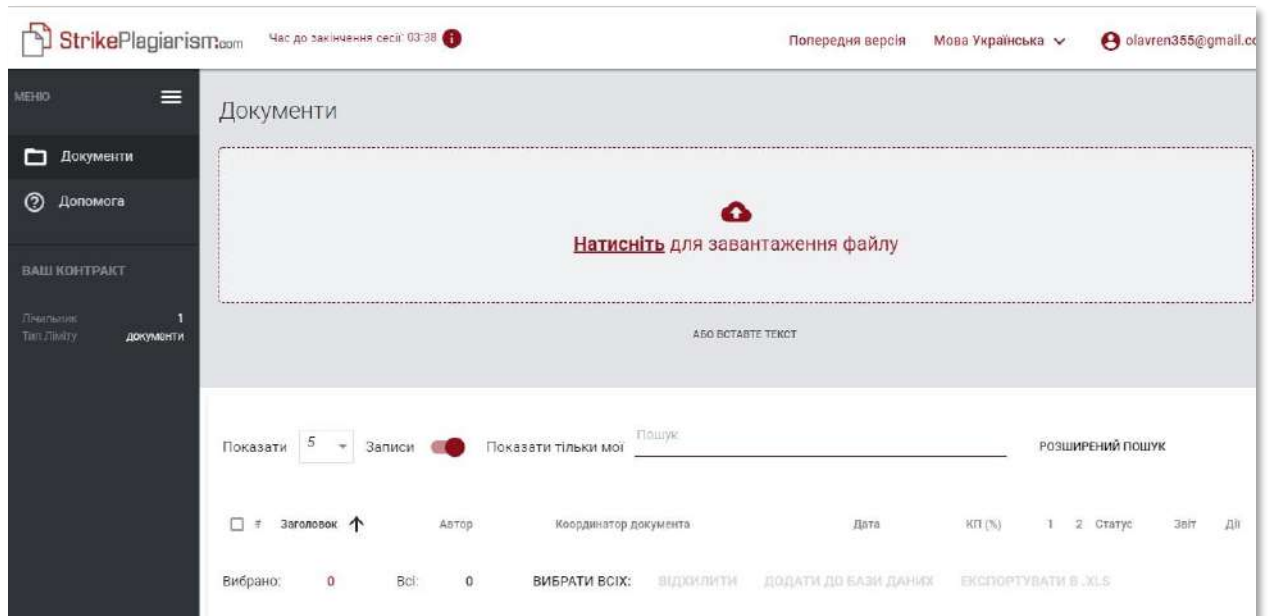 StrikePlagiarism.com
Час до закінчення сесії: 03:38
Попередня версія
Мова Українська
olavren355@gmail.co
МЕНЮ
Документи
Документи
Допомога
Натисніть для завантаження файлу
ВАШ КОНТРАКТ
Лічильник 1
Тип Ліміту документи
АБО ВСТАВТЕ ТЕКСТ
Показати 5 Записи Показати тільки мої Пошук РОЗШИРЕНИЙ ПОШУК
# Заголовок Автор Координатор документа Дата КП (%) 1 2 Статус Звіт Дії
Вибрано: 0 Всі: 0 ВИБРАТИ ВСІХ: ВІДХИЛИТИ ДОДАТИ ДО БАЗИ ДАНИХ ЕКСПОРТУВАТИ В .XLS